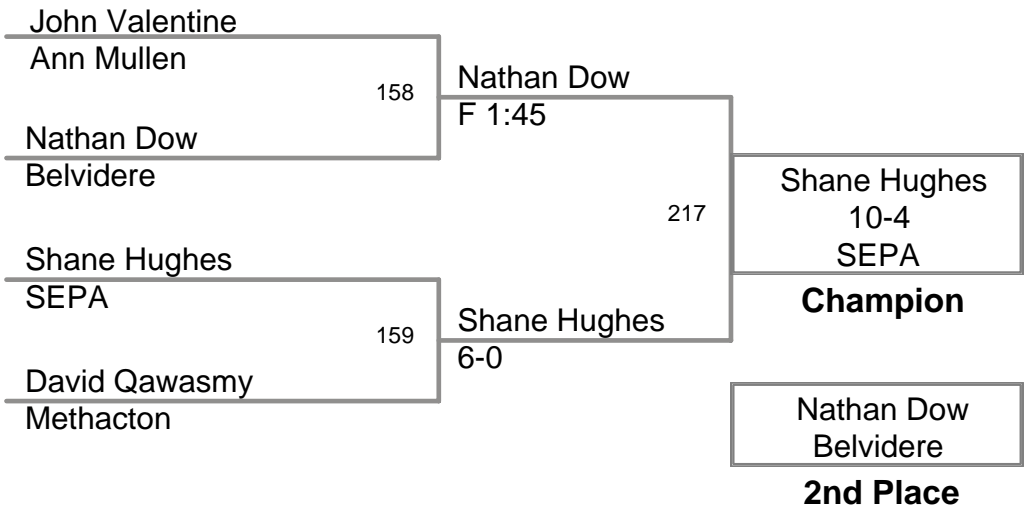 John Valentine
Ann Mullen
158
Nathan Dow
Belvidere
Nathan Dow
F 1:45
Shane Hughes
SEPA
159
David Qawasmy
Methacton
Shane Hughes
6-0
217
Shane Hughes
10-4
SEPA
Champion
Nathan Dow
Belvidere
2nd Place